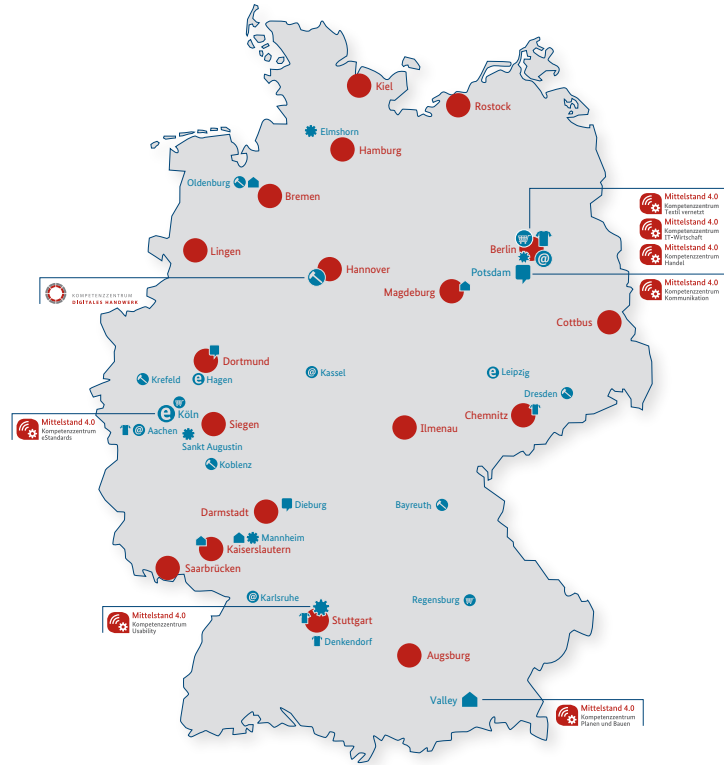 Kiel
Rostock
Elmshorn
Hamburg
Oldenburg
Bremen
Mittelstand 4.0
Kompetenzzentrum
Textil vernetzt
Mittelstand 4.0
Kompetenzzentrum
IT-Wirtschaft
Mittelstand 4.0
Kompetenzzentrum
Handel
Lingen
Berlin
@
Hannover
Potsdam
Mittelstand 4.0
Kompetenzzentrum
Kommunikation
KOMPETENZZENTRUM
DIGITALES HANDWERK
Magdeburg
Cottbus
Dortmund
Krefeld
e Hagen
@ Kassel
e Leipzig
Dresden
e Köln
Mittelstand 4.0
Kompetenzzentrum
eStandards
@ Aachen
Siegen
Chemnitz
Ilmenau
Sankt Augustin
Koblenz
Darmstadt
Dieburg
Bayreuth
Mannheim
Kaiserslautern
Saarbrücken
@ Karlsruhe
Regensburg
Mittelstand 4.0
Kompetenzzentrum
Usability
Stuttgart
Denkendorf
Augsburg
Valley
Mittelstand 4.0
Kompetenzzentrum
Planen und Bauen